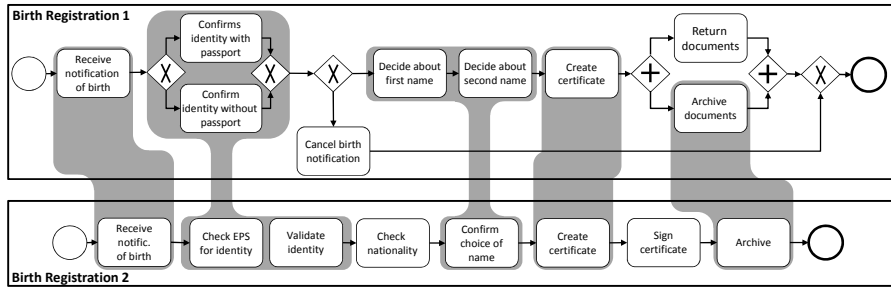 Birth Registration 1
Receive
notification
of birth
Confirms
identity with
passport
Confirm
identity without
passport
Cancel birth
notification
Decide about
first name
Decide about
second name
Create
certificate
Return
documents
Archive
documents
Receive
notific.
of birth
Check EPS
for identity
Validate
identity
Check
nationality
Confirm
choice of
name
Create
certificate
Sign
certificate
Archive
Birth Registration 2